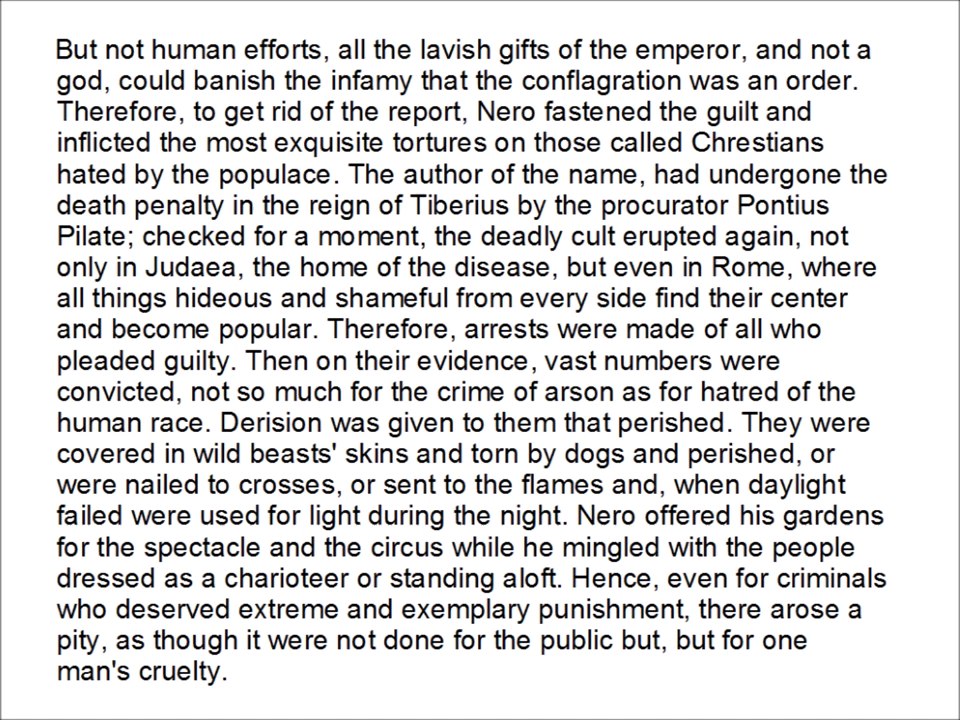 But not human efforts, all the lavish gifts of the emperor, and not a
god, could banish the infamy that the conflagration was an order.
Therefore, to get rid of the report, Nero fastened the guilt and
inflicted the most exquisite tortures on those called Chrestians
hated by the populace. The author of the name, had undergone the
death penalty in the reign of Tiberius by the procurator Pontius
Pilate; checked for a moment, the deadly cult erupted again, not
only in Judaea, the home of the disease, but even in Rome, where
all things hideous and shameful from every side find their center
and become popular. Therefore, arrests were made of all who
pleaded guilty. Then on their evidence, vast numbers were
convicted, not so much for the crime of arson as for hatred of the
human race. Derision was given to them that perished. They were
covered in wild beasts' skins and torn by dogs and perished, or
were nailed to crosses, or sent to the flames and, when daylight
failed were used for light during the night. Nero offered his gardens
for the spectacle and the circus while he mingled with the people
dressed as a charioteer or standing aloft. Hence, even for criminals
who deserved extreme and exemplary punishment, there arose a
pity, as though it were not done for the public but, but for one
man's cruelty.